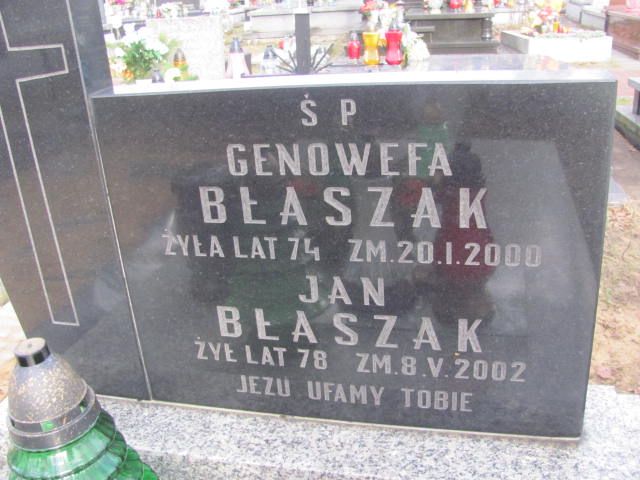 Ś P
GENOWEFA
BŁASZAK
ŻYŁA LAT 74 ZM. 20.I.2000
JAN
BŁASZAK
ŻYŁ LAT 78 ZM. 8.V.2002
JEZU UFAMY TOBIE